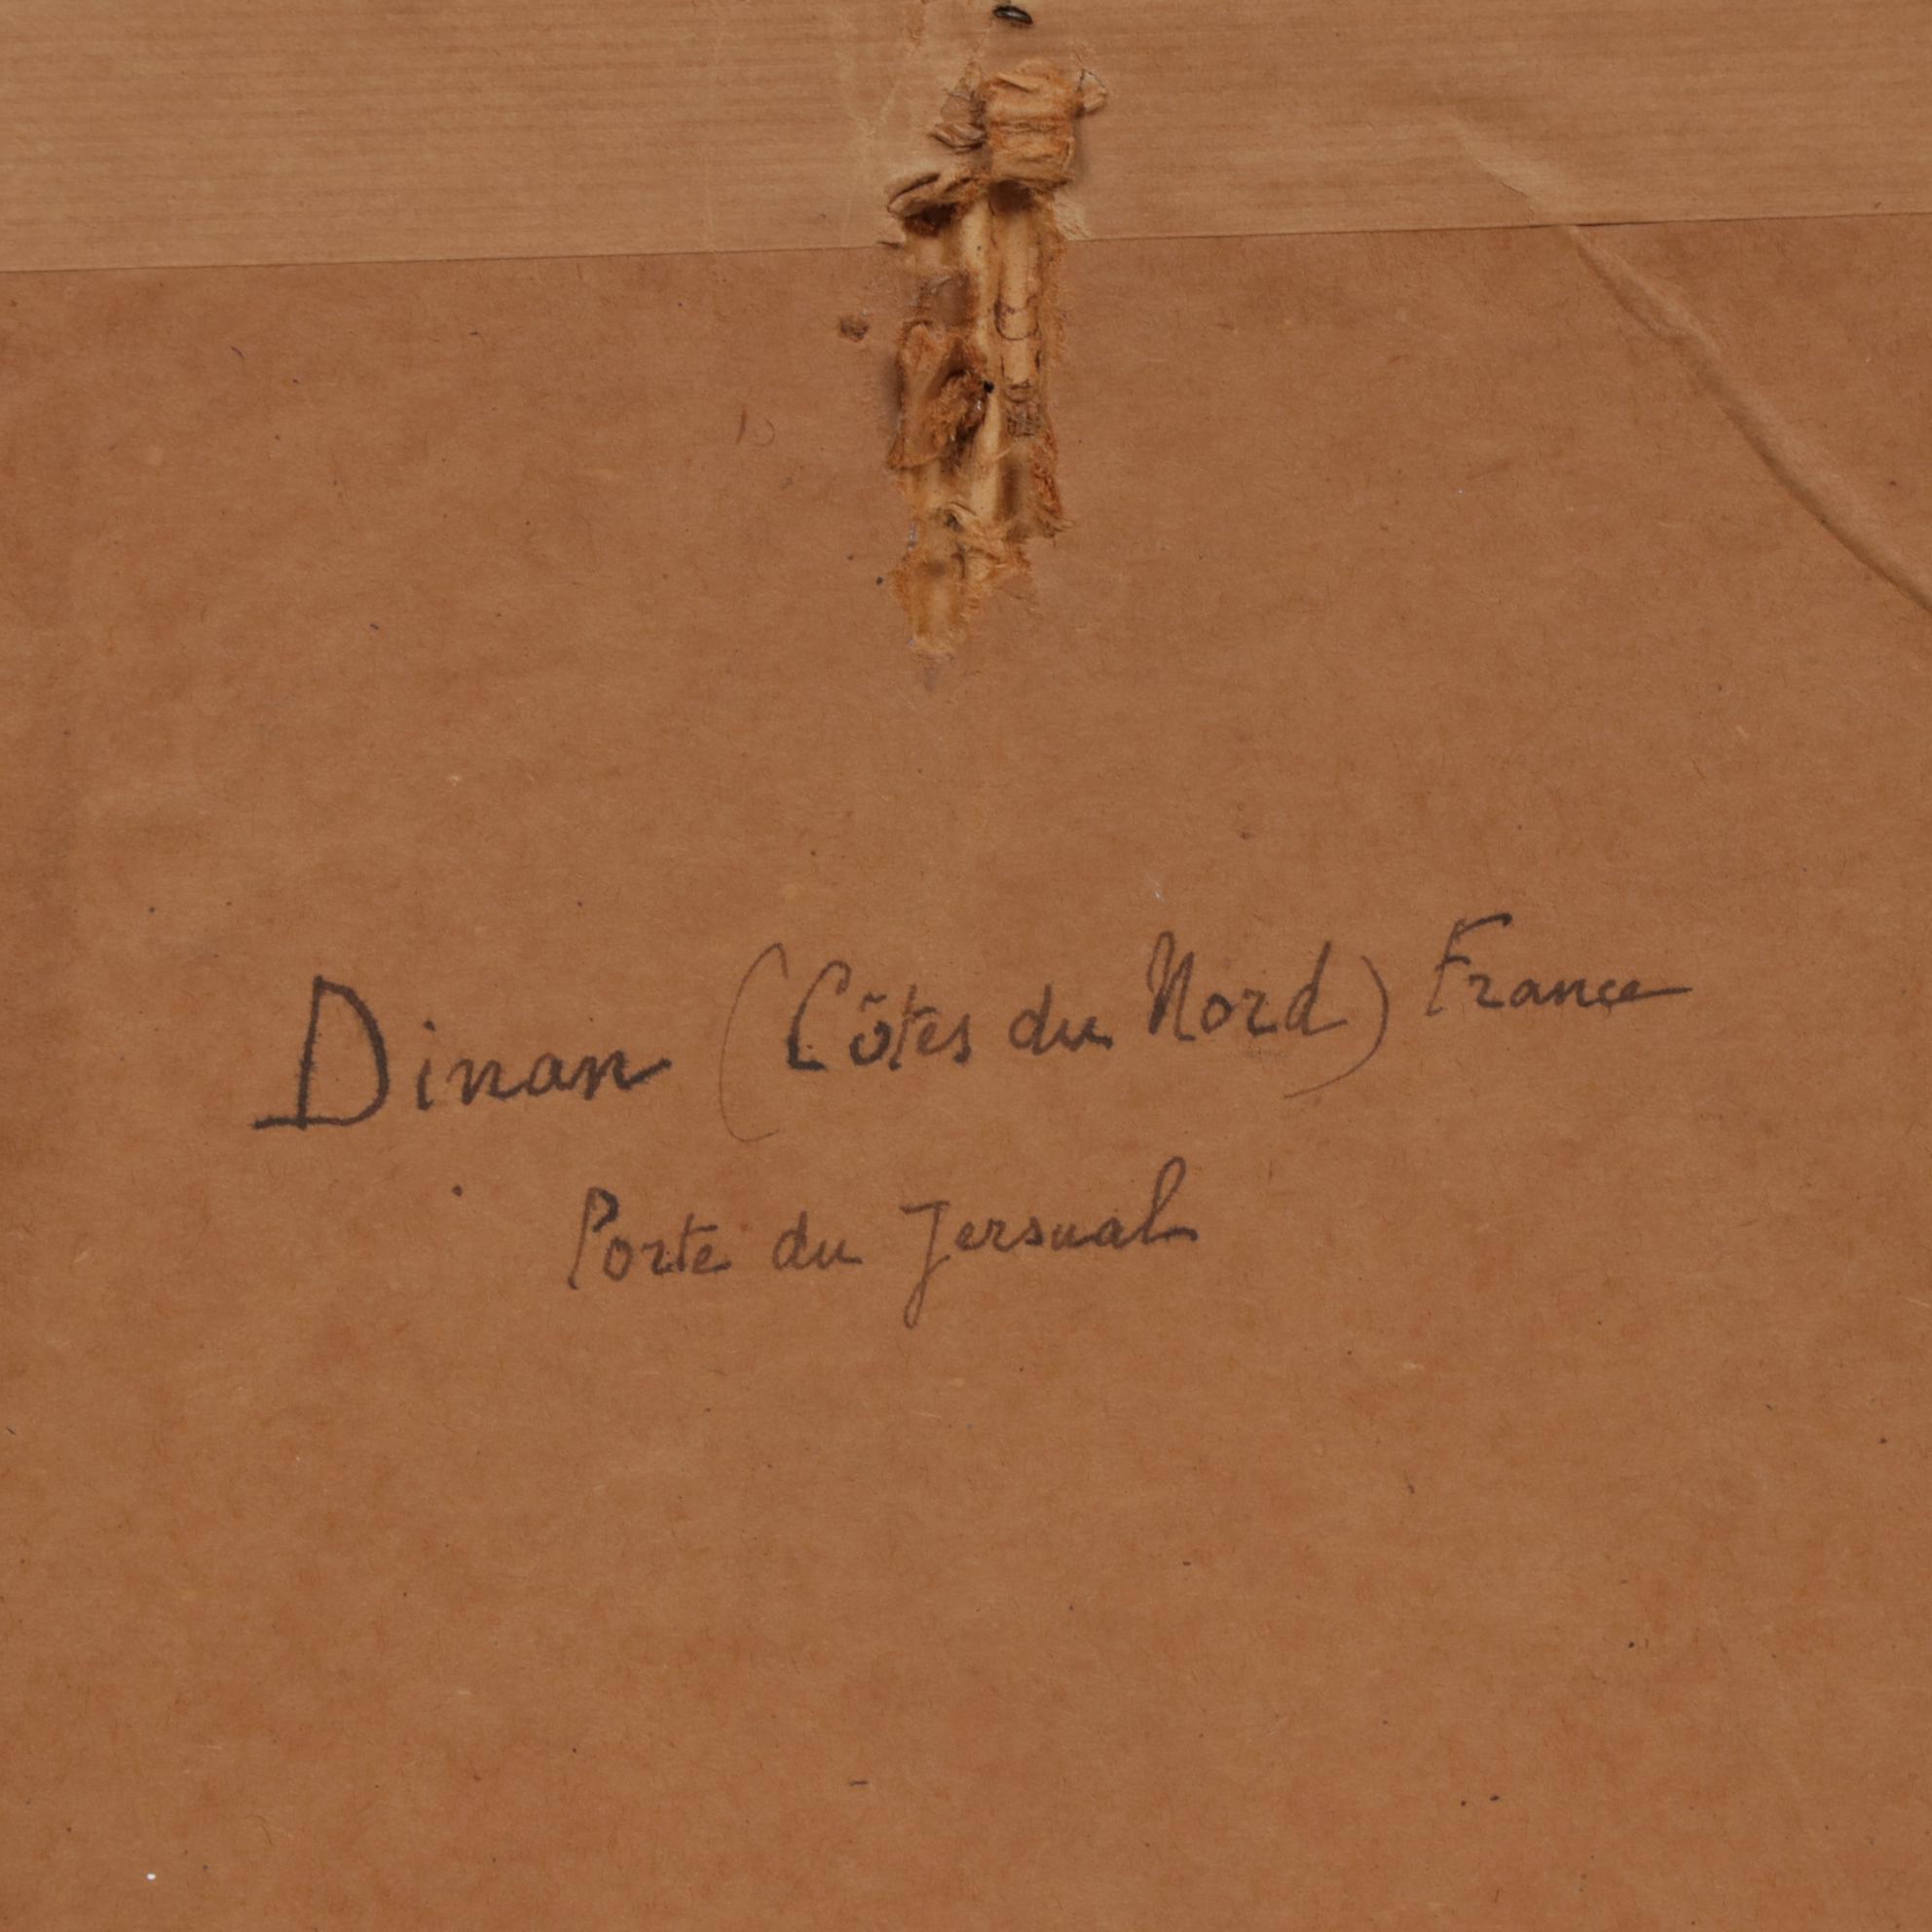 Dinan (Côtes du Nord) France
Porte du Jersual